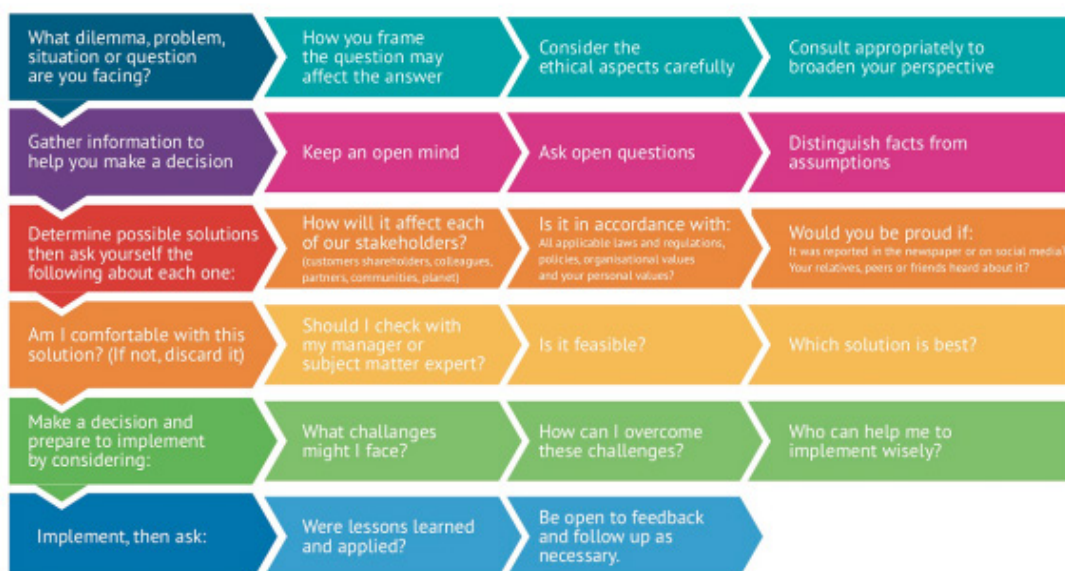 What dilemma, problem,
situation or question
are you facing?
How you frame
the question may
affect the answer
Consider the
ethical aspects carefully
Consult appropriately to
broaden your perspective
Gather information to
help you make a decision
Keep an open mind
Ask open questions
Distinguish facts from
assumptions
Determine possible solutions
then ask yourself the
following about each one:
How will it affect each
of our stakeholders?
(customers shareholders, colleagues,
partners, communities, planet)
Is it in accordance with:
All applicable laws and regulations,
policies, organisational values
and your personal values?
Would you be proud if:
It was reported in the newspaper or on social media?
Your relatives, peers or friends heard about it?
Am I comfortable with this
solution? (If not, discard it)
Should I check with
my manager or
subject matter expert?
Is it feasible?
Which solution is best?
Make a decision and
prepare to implement
by considering:
What challanges
might I face?
How can I overcome
these challenges?
Who can help me to
implement wisely?
Implement, then ask:
Were lessons learned
and applied?
Be open to feedback
and follow up as
necessary.